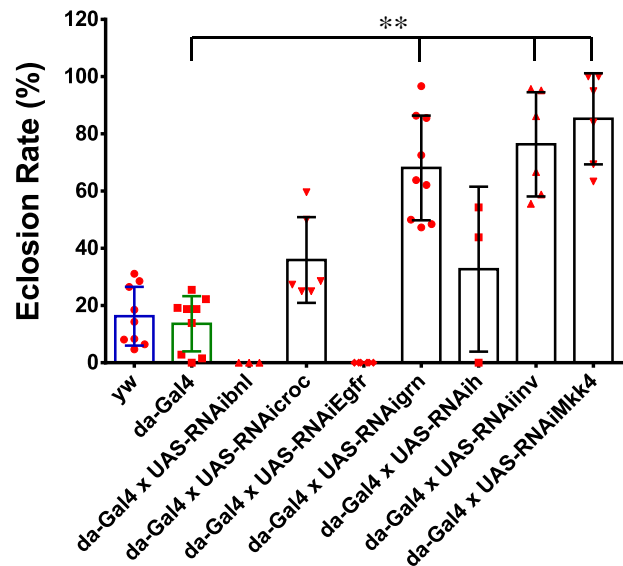 **
Eclosion Rate (%)
120
100
80
60
40
20
0
yw
da-Gal4
da-Gal4 x UAS-RNAibnl
da-Gal4 x UAS-RNAicroc
da-Gal4 x UAS-RNAiEgfr
da-Gal4 x UAS-RNAigrn
da-Gal4 x UAS-RNAih
da-Gal4 x UAS-RNAiinv
da-Gal4 x UAS-RNAiMkk4